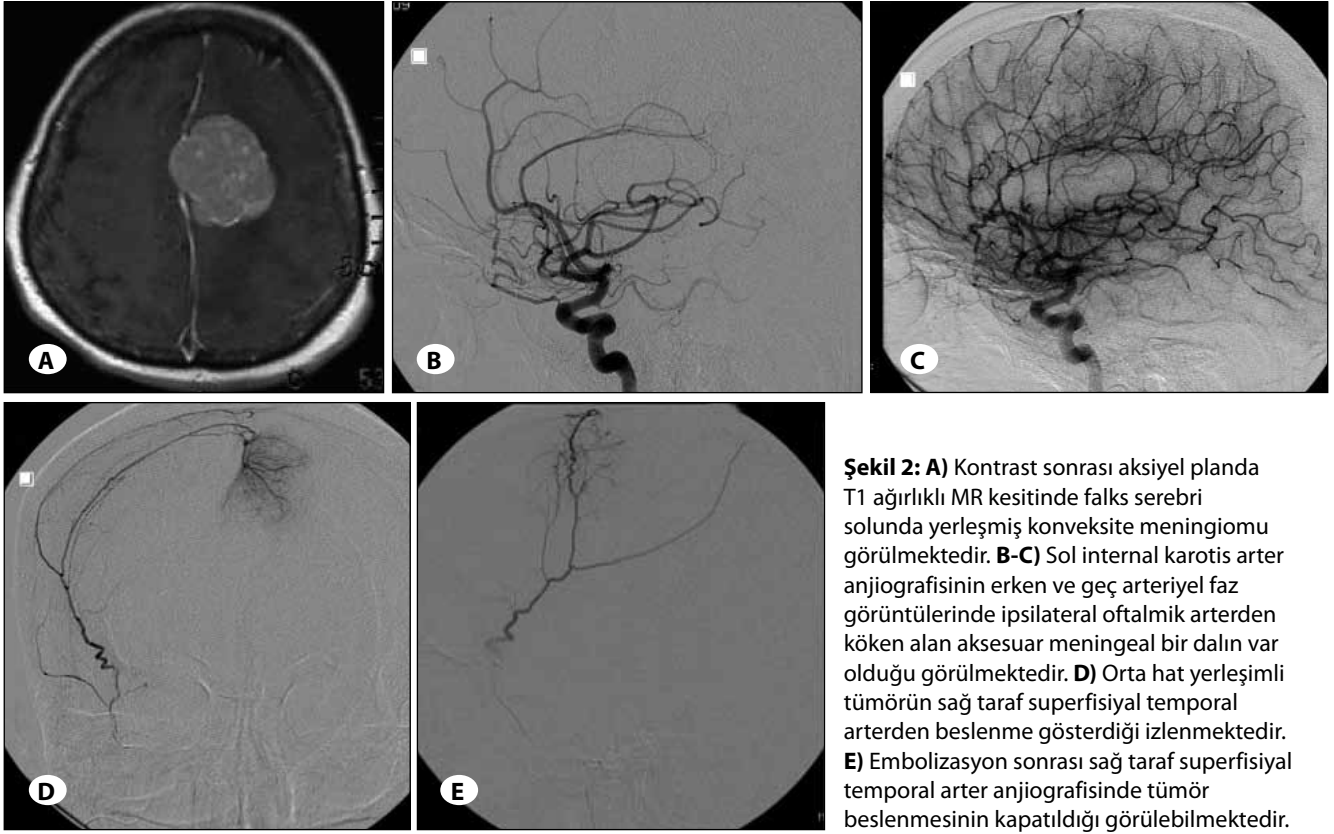 09
A
B
C
D
E
Şekil 2: A) Kontrast sonrası aksiyel planda
T1 ağırlıklı MR kesitinde falks serebri
solunda yerleşmiş konveksite meningiomu
görülmektedir. B-C) Sol internal karotis arter
anjiografisinin erken ve geç arteriyel faz
görüntülerinde ipsilateral oftalmik arterden
köken alan aksesuar meningeal bir dalın var
olduğu görülmektedir. D) Orta hat yerleşimli
tümörün sağ taraf superfisiyal temporal
arterden beslenme gösterdiği izlenmektedir.
E) Embolizasyon sonrası sağ taraf superfisiyal
temporal arter anjiografisinde tümör
beslenmesinin kapatıldığı görülebilmektedir.